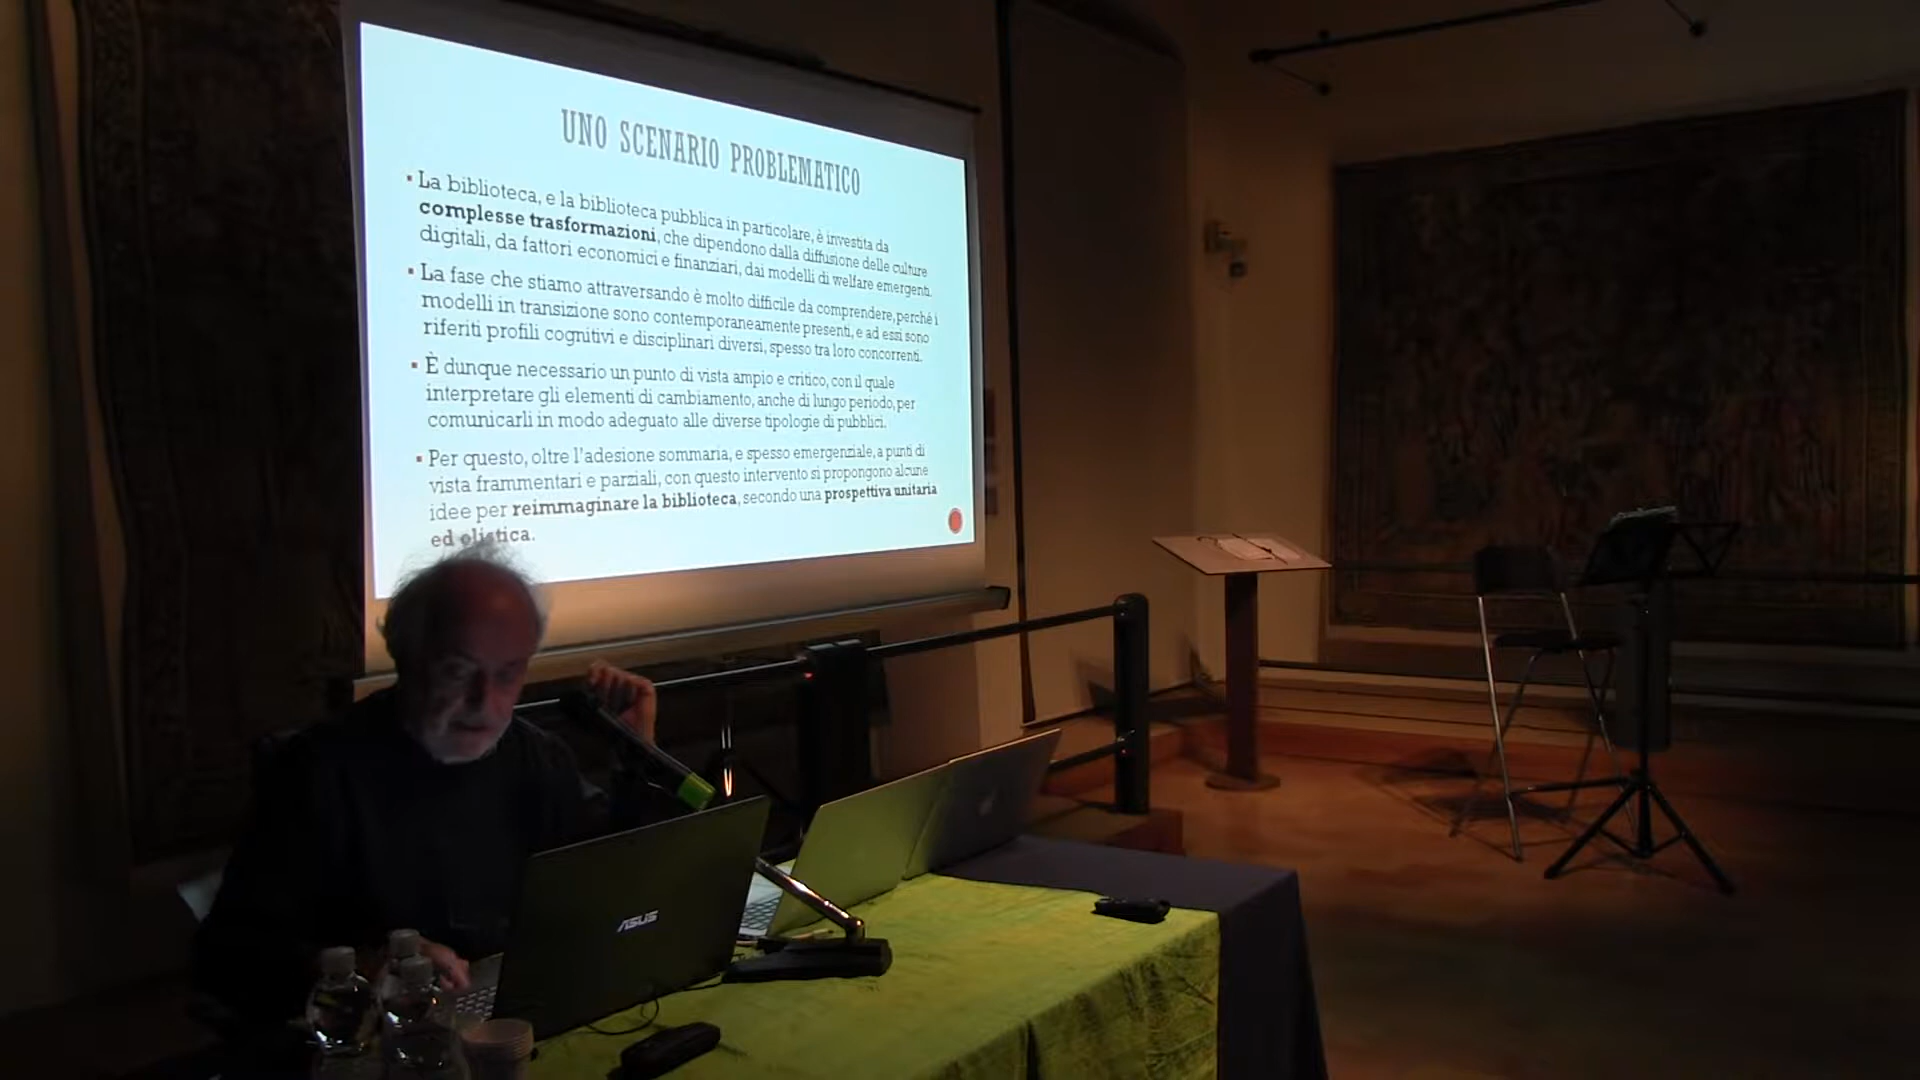 UNO SCENARIO PROBLEMATICO
▪ La biblioteca, e la biblioteca pubblica in particolare, è investita da
complesse trasformazioni, che dipendono dalla diffusione delle culture
digitali, da fattori economici e finanziari, dai modelli di welfare emergenti.
▪ La fase che stiamo attraversando è molto difficile da comprendere, perché i
modelli in transizione sono contemporaneamente presenti, e ad essi sono
riferiti profili cognitivi e disciplinari diversi, spesso tra loro concorrenti.
▪ È dunque necessario un punto di vista ampio e critico, con il quale
interpretare gli elementi di cambiamento, anche di lungo periodo, per
comunicarli in modo adeguato alle diverse tipologie di pubblici.
▪ Per questo, oltre l'adesione sommaria, e spesso emergenziale, a punti di
vista frammentari e parziali, con questo intervento si propongono alcune
idee per reimmaginare la biblioteca, secondo una prospettiva unitaria
ed olistica.
ASUS